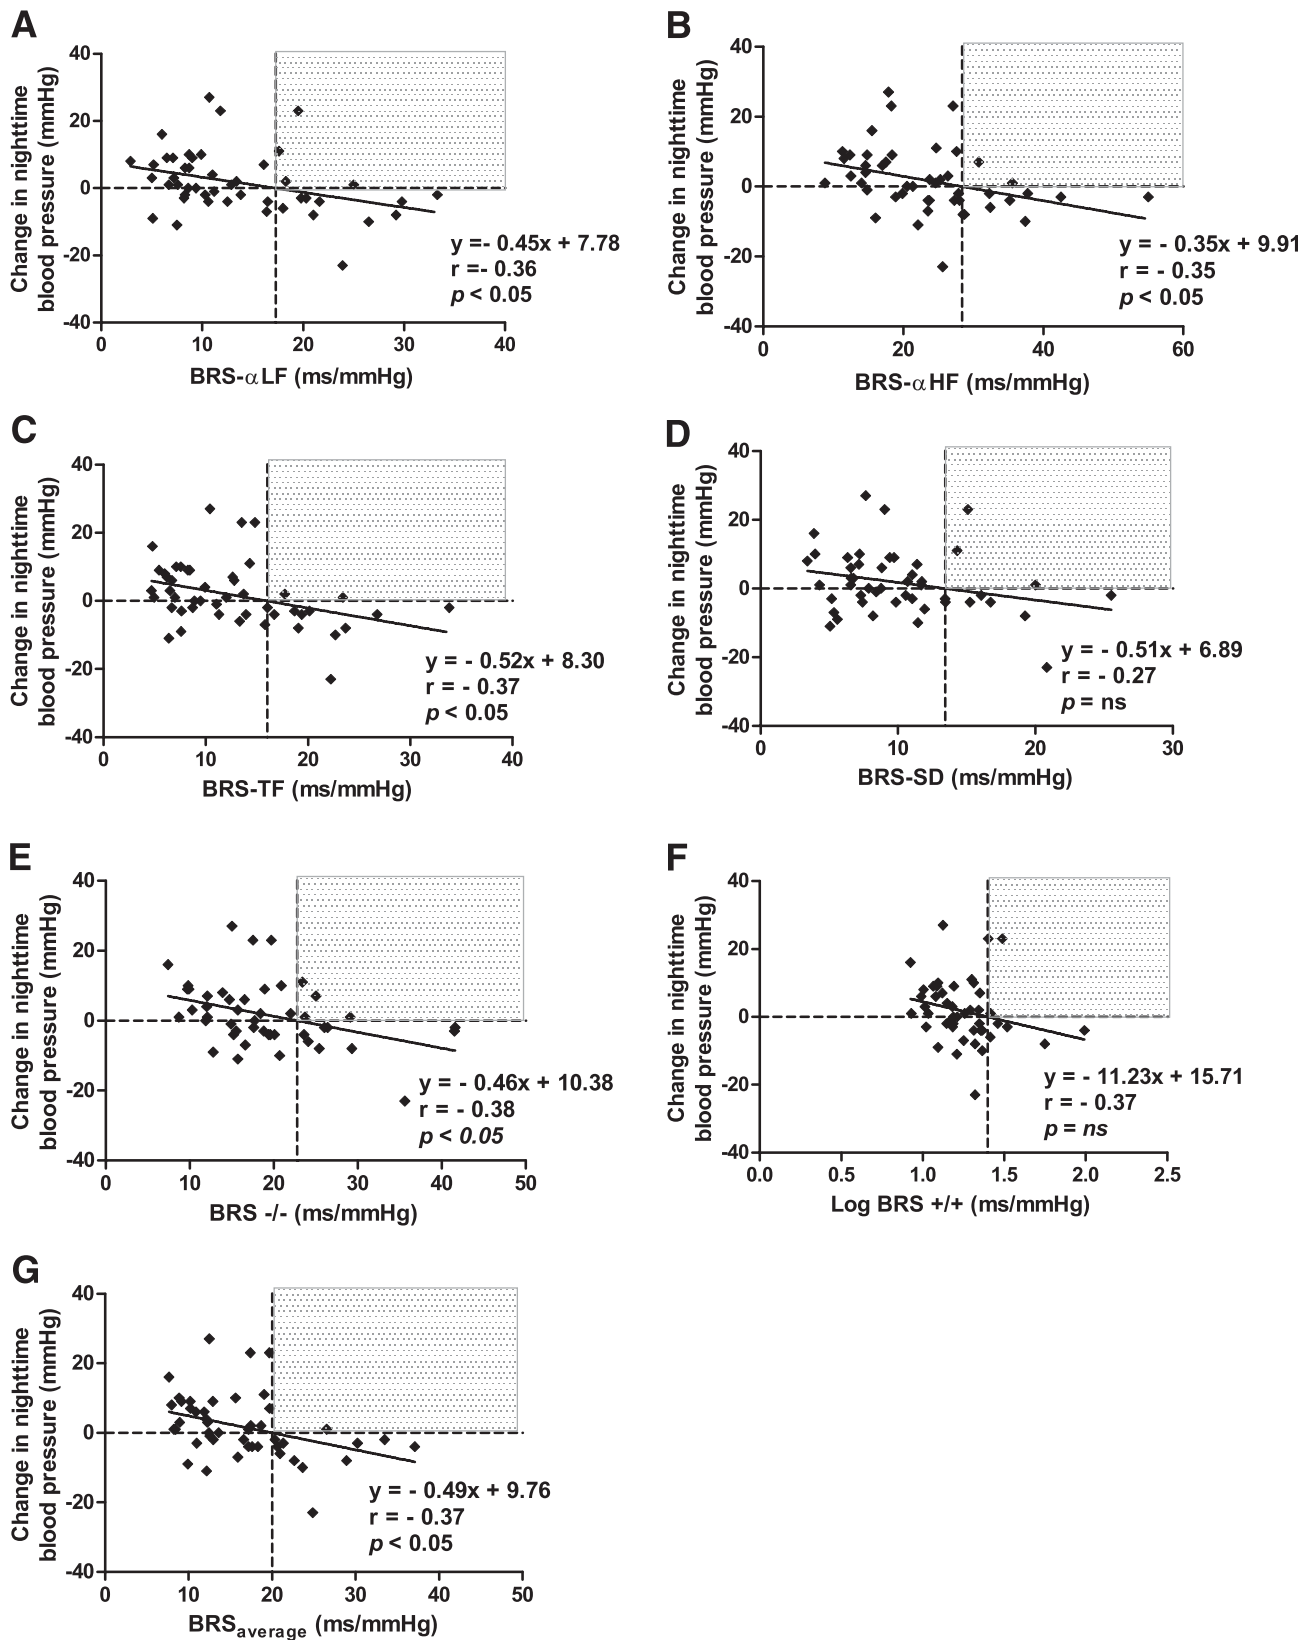 A
Change in nighttime
blood pressure (mmHg)
40
20
0
-20
-40
0 10 20 30 40
y =- 0.45x + 7.78
r =- 0.36
p < 0.05
BRS-αLF (ms/mmHg)
B
Change in nighttime
blood pressure (mmHg)
40
20
0
-20
-40
0 20 40 60
y = - 0.35x + 9.91
r = - 0.35
p < 0.05
BRS-αHF (ms/mmHg)
C
Change in nighttime
blood pressure (mmHg)
40
20
0
-20
-40
0 10 20 30 40
y = - 0.52x + 8.30
r = - 0.37
p < 0.05
BRS-TF (ms/mmHg)
D
Change in nighttime
blood pressure (mmHg)
40
20
0
-20
-40
0 10 20 30
y = - 0.51x + 6.89
r = - 0.27
p = ns
BRS-SD (ms/mmHg)
E
Change in nighttime
blood pressure (mmHg)
40
20
0
-20
-40
0 10 20 30 40 50
y = - 0.46x + 10.38
r = - 0.38
p < 0.05
BRS -/- (ms/mmHg)
F
Change in nighttime
blood pressure (mmHg)
40
20
0
-20
-40
0.0 0.5 1.0 1.5 2.0 2.5
y = - 11.23x + 15.71
r = - 0.37
p = ns
Log BRS +/+ (ms/mmHg)
G
Change in nighttime
blood pressure (mmHg)
40
20
0
-20
-40
0 10 20 30 40 50
y = - 0.49x + 9.76
r = - 0.37
p < 0.05
BRSaverage (ms/mmHg)